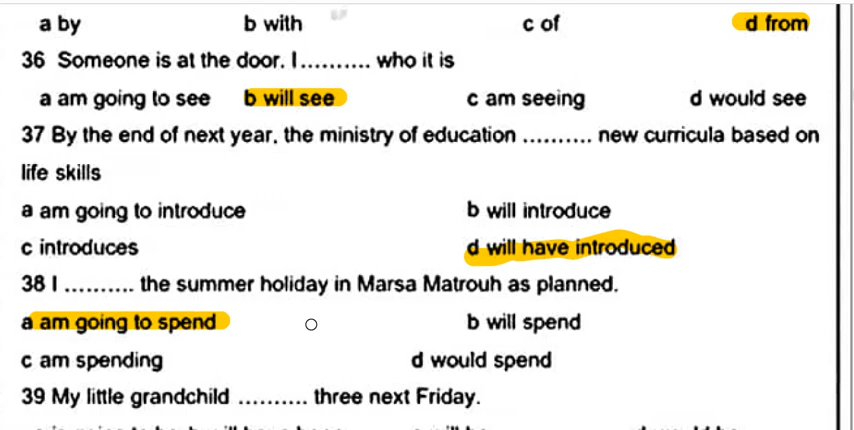 a by b with c of d from
36 Someone is at the door. I.......... who it is
a am going to see b will see c am seeing d would see
37 By the end of next year, the ministry of education .......... new curricula based on
life skills
a am going to introduce b will introduce
c introduces d will have introduced
38 I .......... the summer holiday in Marsa Matrouh as planned.
a am going to spend b will spend
c am spending d would spend
39 My little grandchild .......... three next Friday.